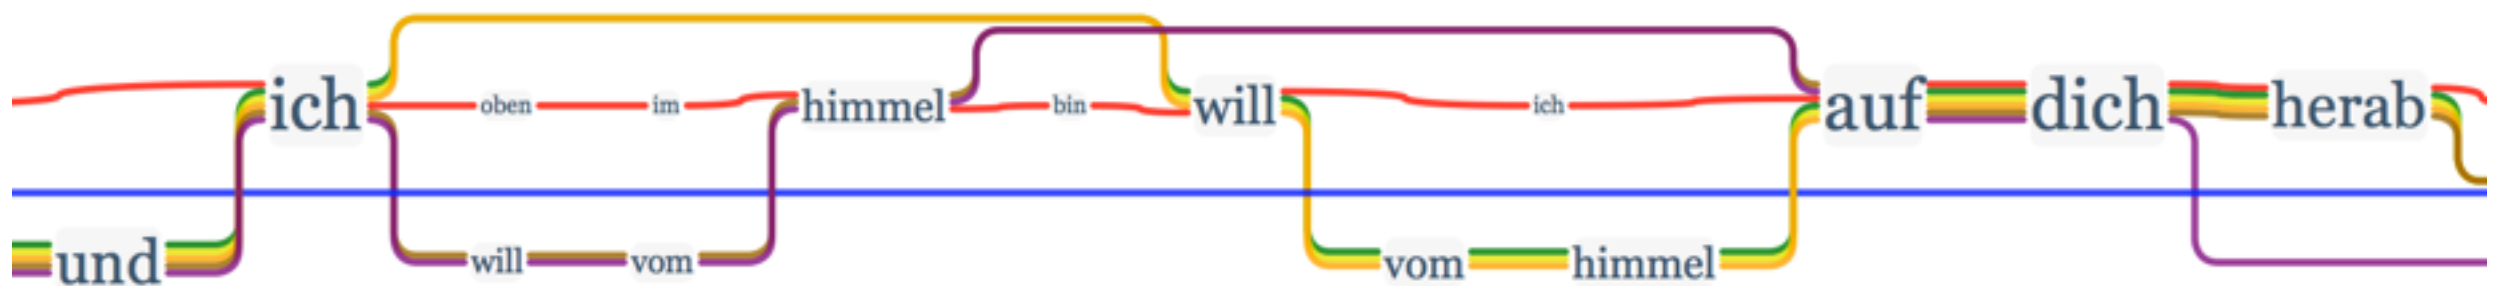 ich oben im himmel bin will ich auf dich herab
und will vom vom himmel